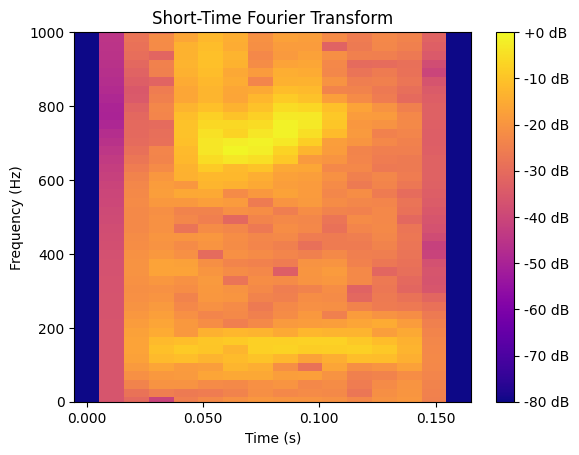 Short-Time Fourier Transform
1000
800
600
400
200
0
Frequency (Hz)
0.000
0.050
0.100
0.150
Time (s)
+0 dB
-10 dB
-20 dB
-30 dB
-40 dB
-50 dB
-60 dB
-70 dB
-80 dB